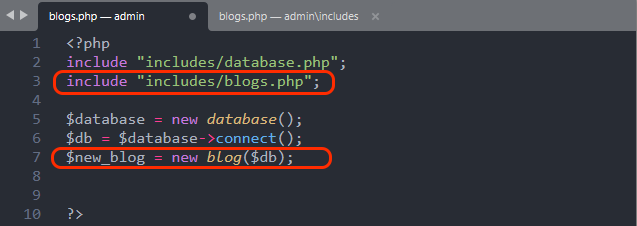 blogs.php — admin
blogs.php — admin\includes
1 <?php
2 include "includes/database.php";
3 include "includes/blogs.php";
4
5 $database = new database();
6 $db = $database->connect();
7 $new_blog = new blog($db);
8
9
10 ?>